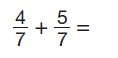 4/7 + 5/7 =